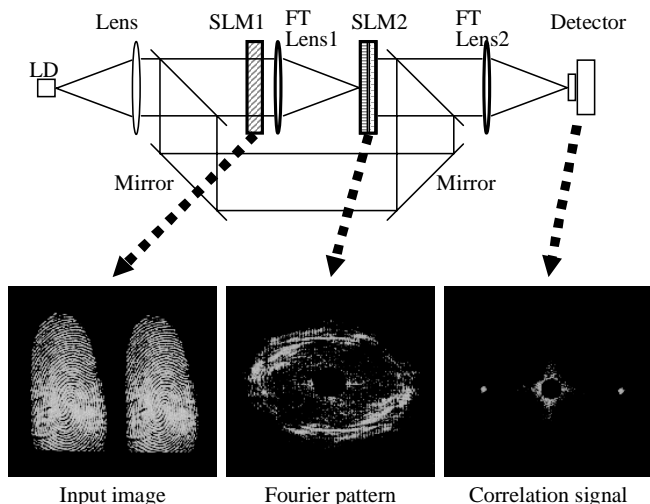 Lens
SLM1
FT
Lens1
SLM2
FT
Lens2
Detector
LD
Mirror
Mirror
Input image
Fourier pattern
Correlation signal